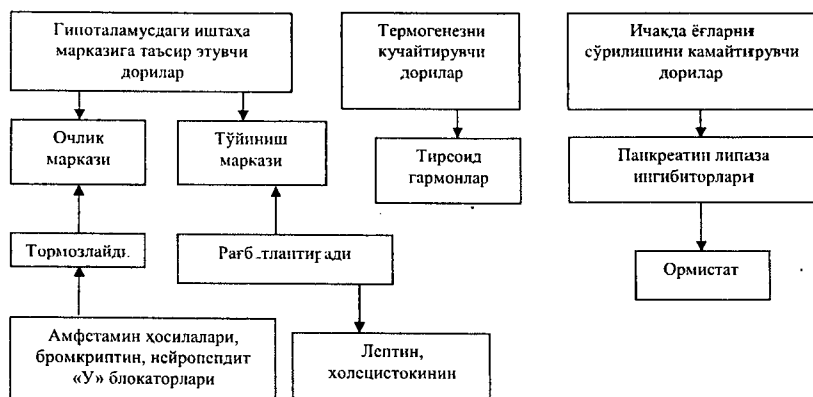 Гипоталамусдаги иштаҳа
марказига таъсир этувчи
дорилар
Термогенезни
кучайтирувчи
дорилар
Ичакда ёғларни
сўрилишини камайтирувчи
дорилар
Очлик
маркази
Тўйиниш
маркази
Тиреоид
гармонлар
Панкреатин липаза
ингибиторлари
Тормозлайди
Рағбатлантиради
Ормистат
Амфетамин ҳосилалари,
бромкриптин, нейропепдит
«У» блокаторлари
Лептин,
холецистокинин